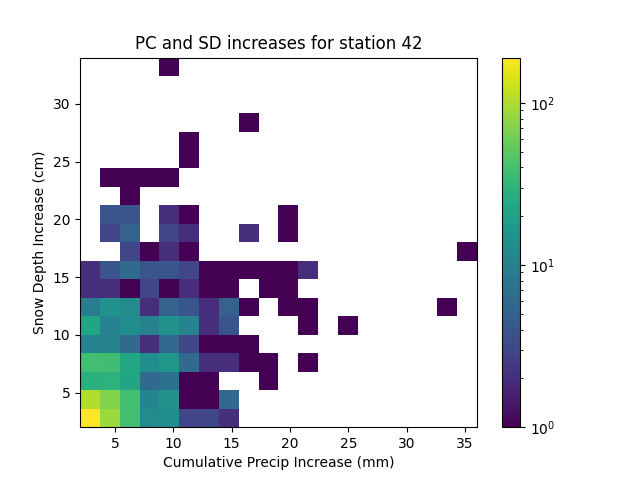 PC and SD increases for station 42
30
25
20
15
10
5
Snow Depth Increase (cm)
5 10 15 20 25 30 35
Cumulative Precip Increase (mm)
10²
10¹
10⁰